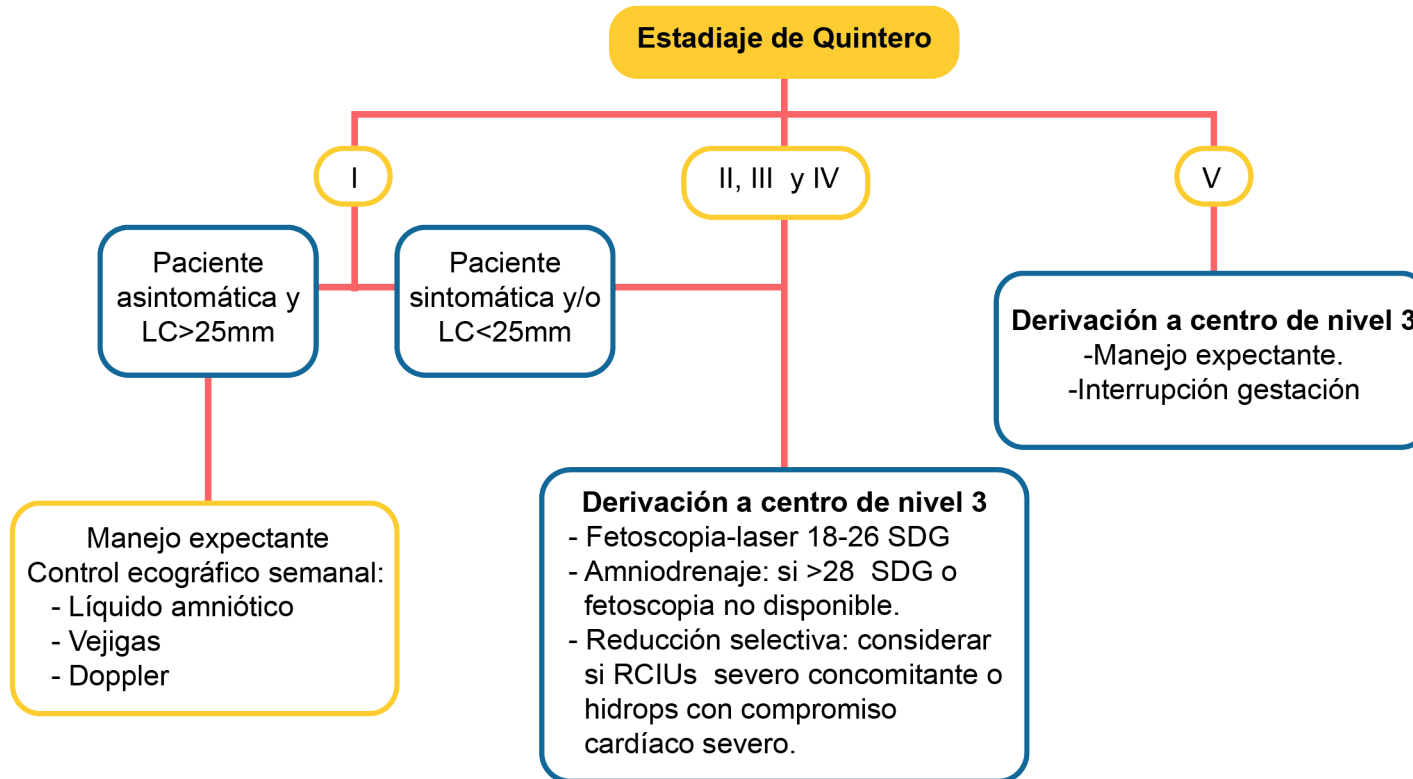 Estadiaje de Quintero
I
II, III y IV
V
Paciente
asintomática y
LC>25mm
Paciente
sintomática y/o
LC<25mm
Derivación a centro de nivel 3
-Manejo expectante.
-Interrupción gestación
Manejo expectante
Control ecográfico semanal:
- Líquido amniótico
- Vejigas
- Doppler
Derivación a centro de nivel 3
- Fetoscopia-laser 18-26 SDG
- Amniodrenaje: si >28 SDG o
fetoscopia no disponible.
- Reducción selectiva: considerar
si RCIUs severo concomitante o
hidrops con compromiso
cardíaco severo.